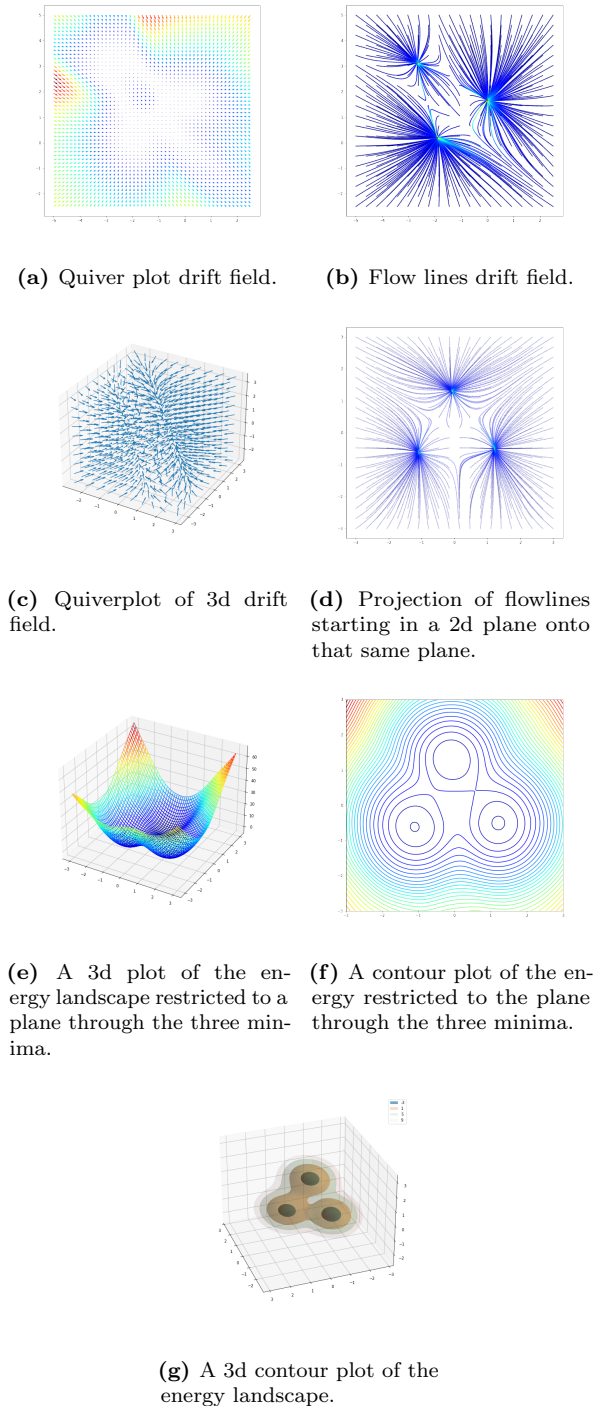 (a) Quiver plot drift field.
(b) Flow lines drift field.
(c) Quiverplot of 3d drift
field.
(d) Projection of flowlines
starting in a 2d plane onto
that same plane.
(e) A 3d plot of the en-
ergy landscape restricted to a
plane through the three min-
ima.
(f) A contour plot of the en-
ergy restricted to the plane
through the three minima.
(g) A 3d contour plot of the
energy landscape.